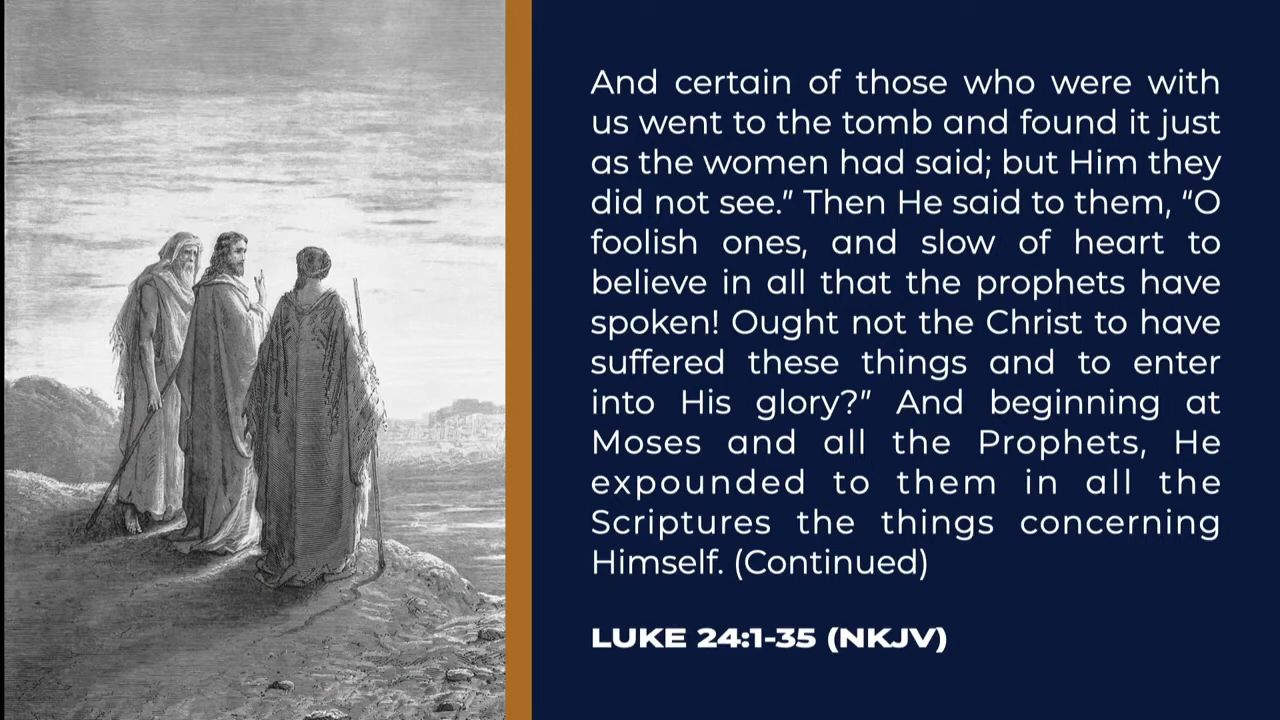 And certain of those who were with
us went to the tomb and found it just
as the women had said; but Him they
did not see.” Then He said to them, “O
foolish ones, and slow of heart to
believe in all that the prophets have
spoken! Ought not the Christ to have
suffered these things and to enter
into His glory?” And beginning at
Moses and all the Prophets, He
expounded to them in all the
Scriptures the things concerning
Himself. (Continued)
LUKE 24:1-35 (NKJV)